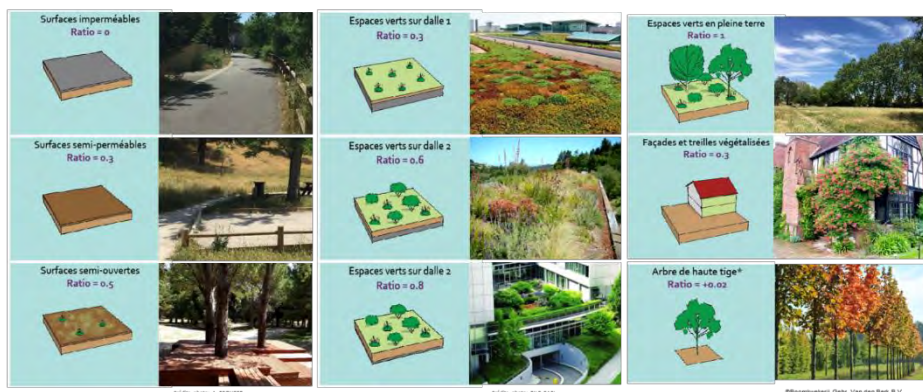 Surfaces imperméables
Ratio = 0
Surfaces semi-perméables
Ratio = 0.3
Surfaces semi-ouvertes
Ratio = 0.5
Espaces verts sur dalle 1
Ratio = 0.3
Espaces verts sur dalle 2
Ratio = 0.6
Espaces verts sur dalle 2
Ratio = 0.8
Espaces verts en pleine terre
Ratio = 1
Façades et treilles végétalisées
Ratio = 0.3
Arbre de haute tige*
Ratio = +0.02